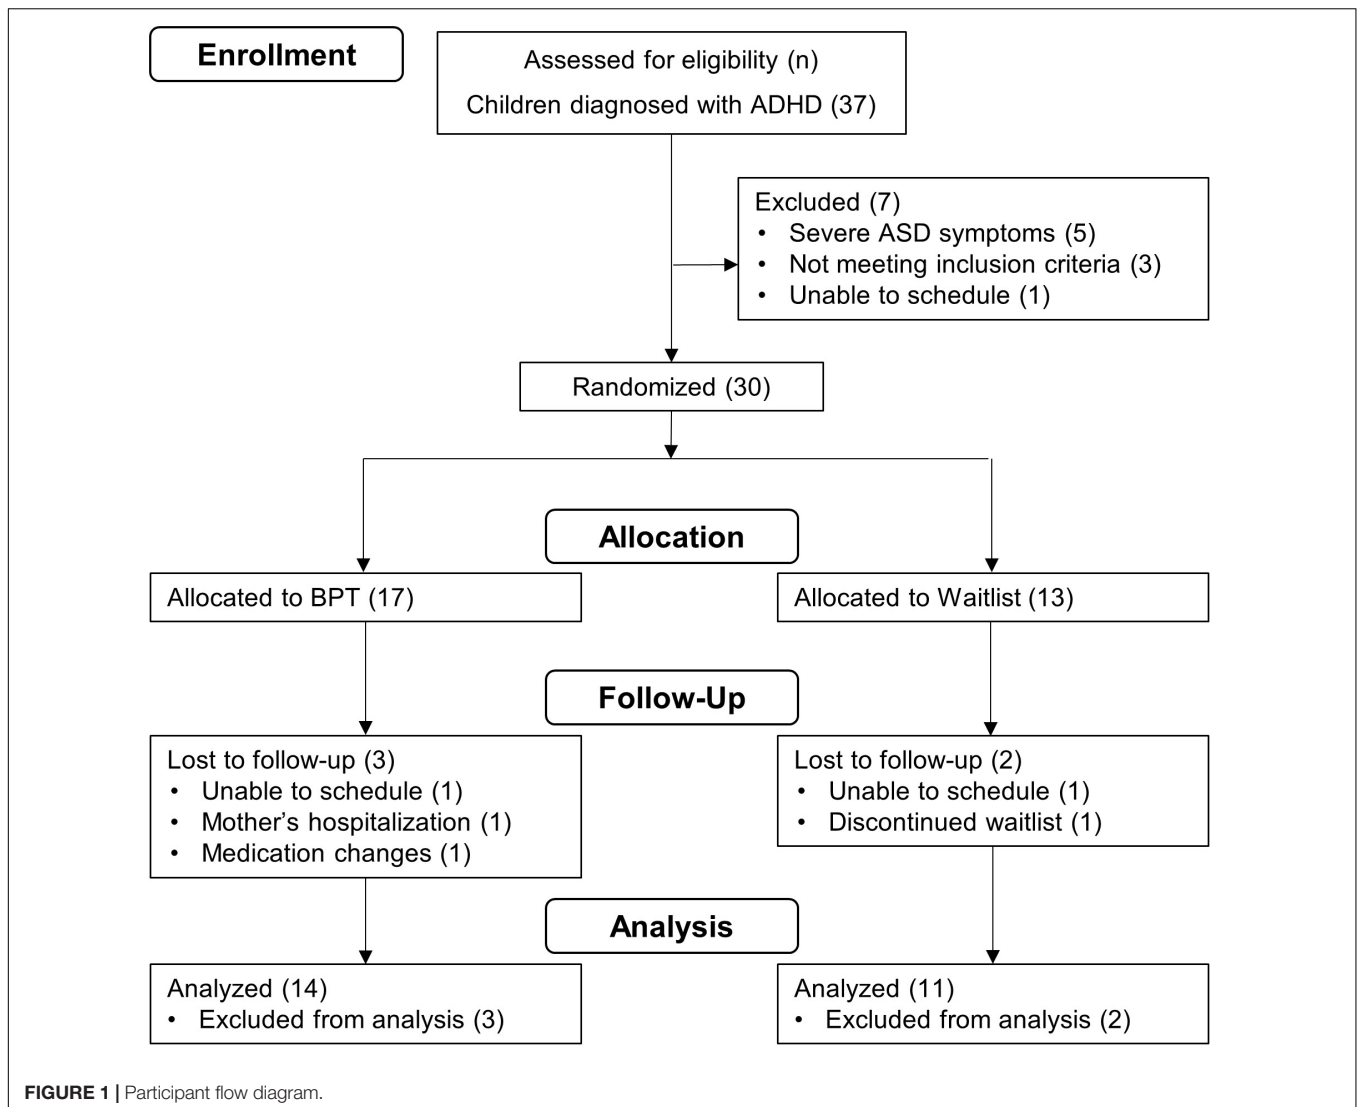 Enrollment
Assessed for eligibility (n)
Children diagnosed with ADHD (37)
Excluded (7)
• Severe ASD symptoms (5)
• Not meeting inclusion criteria (3)
• Unable to schedule (1)
Randomized (30)
Allocation
Allocated to BPT (17)
Allocated to Waitlist (13)
Follow-Up
Lost to follow-up (3)
• Unable to schedule (1)
• Mother’s hospitalization (1)
• Medication changes (1)
Lost to follow-up (2)
• Unable to schedule (1)
• Discontinued waitlist (1)
Analysis
Analyzed (14)
• Excluded from analysis (3)
Analyzed (11)
• Excluded from analysis (2)
FIGURE 1 | Participant flow diagram.